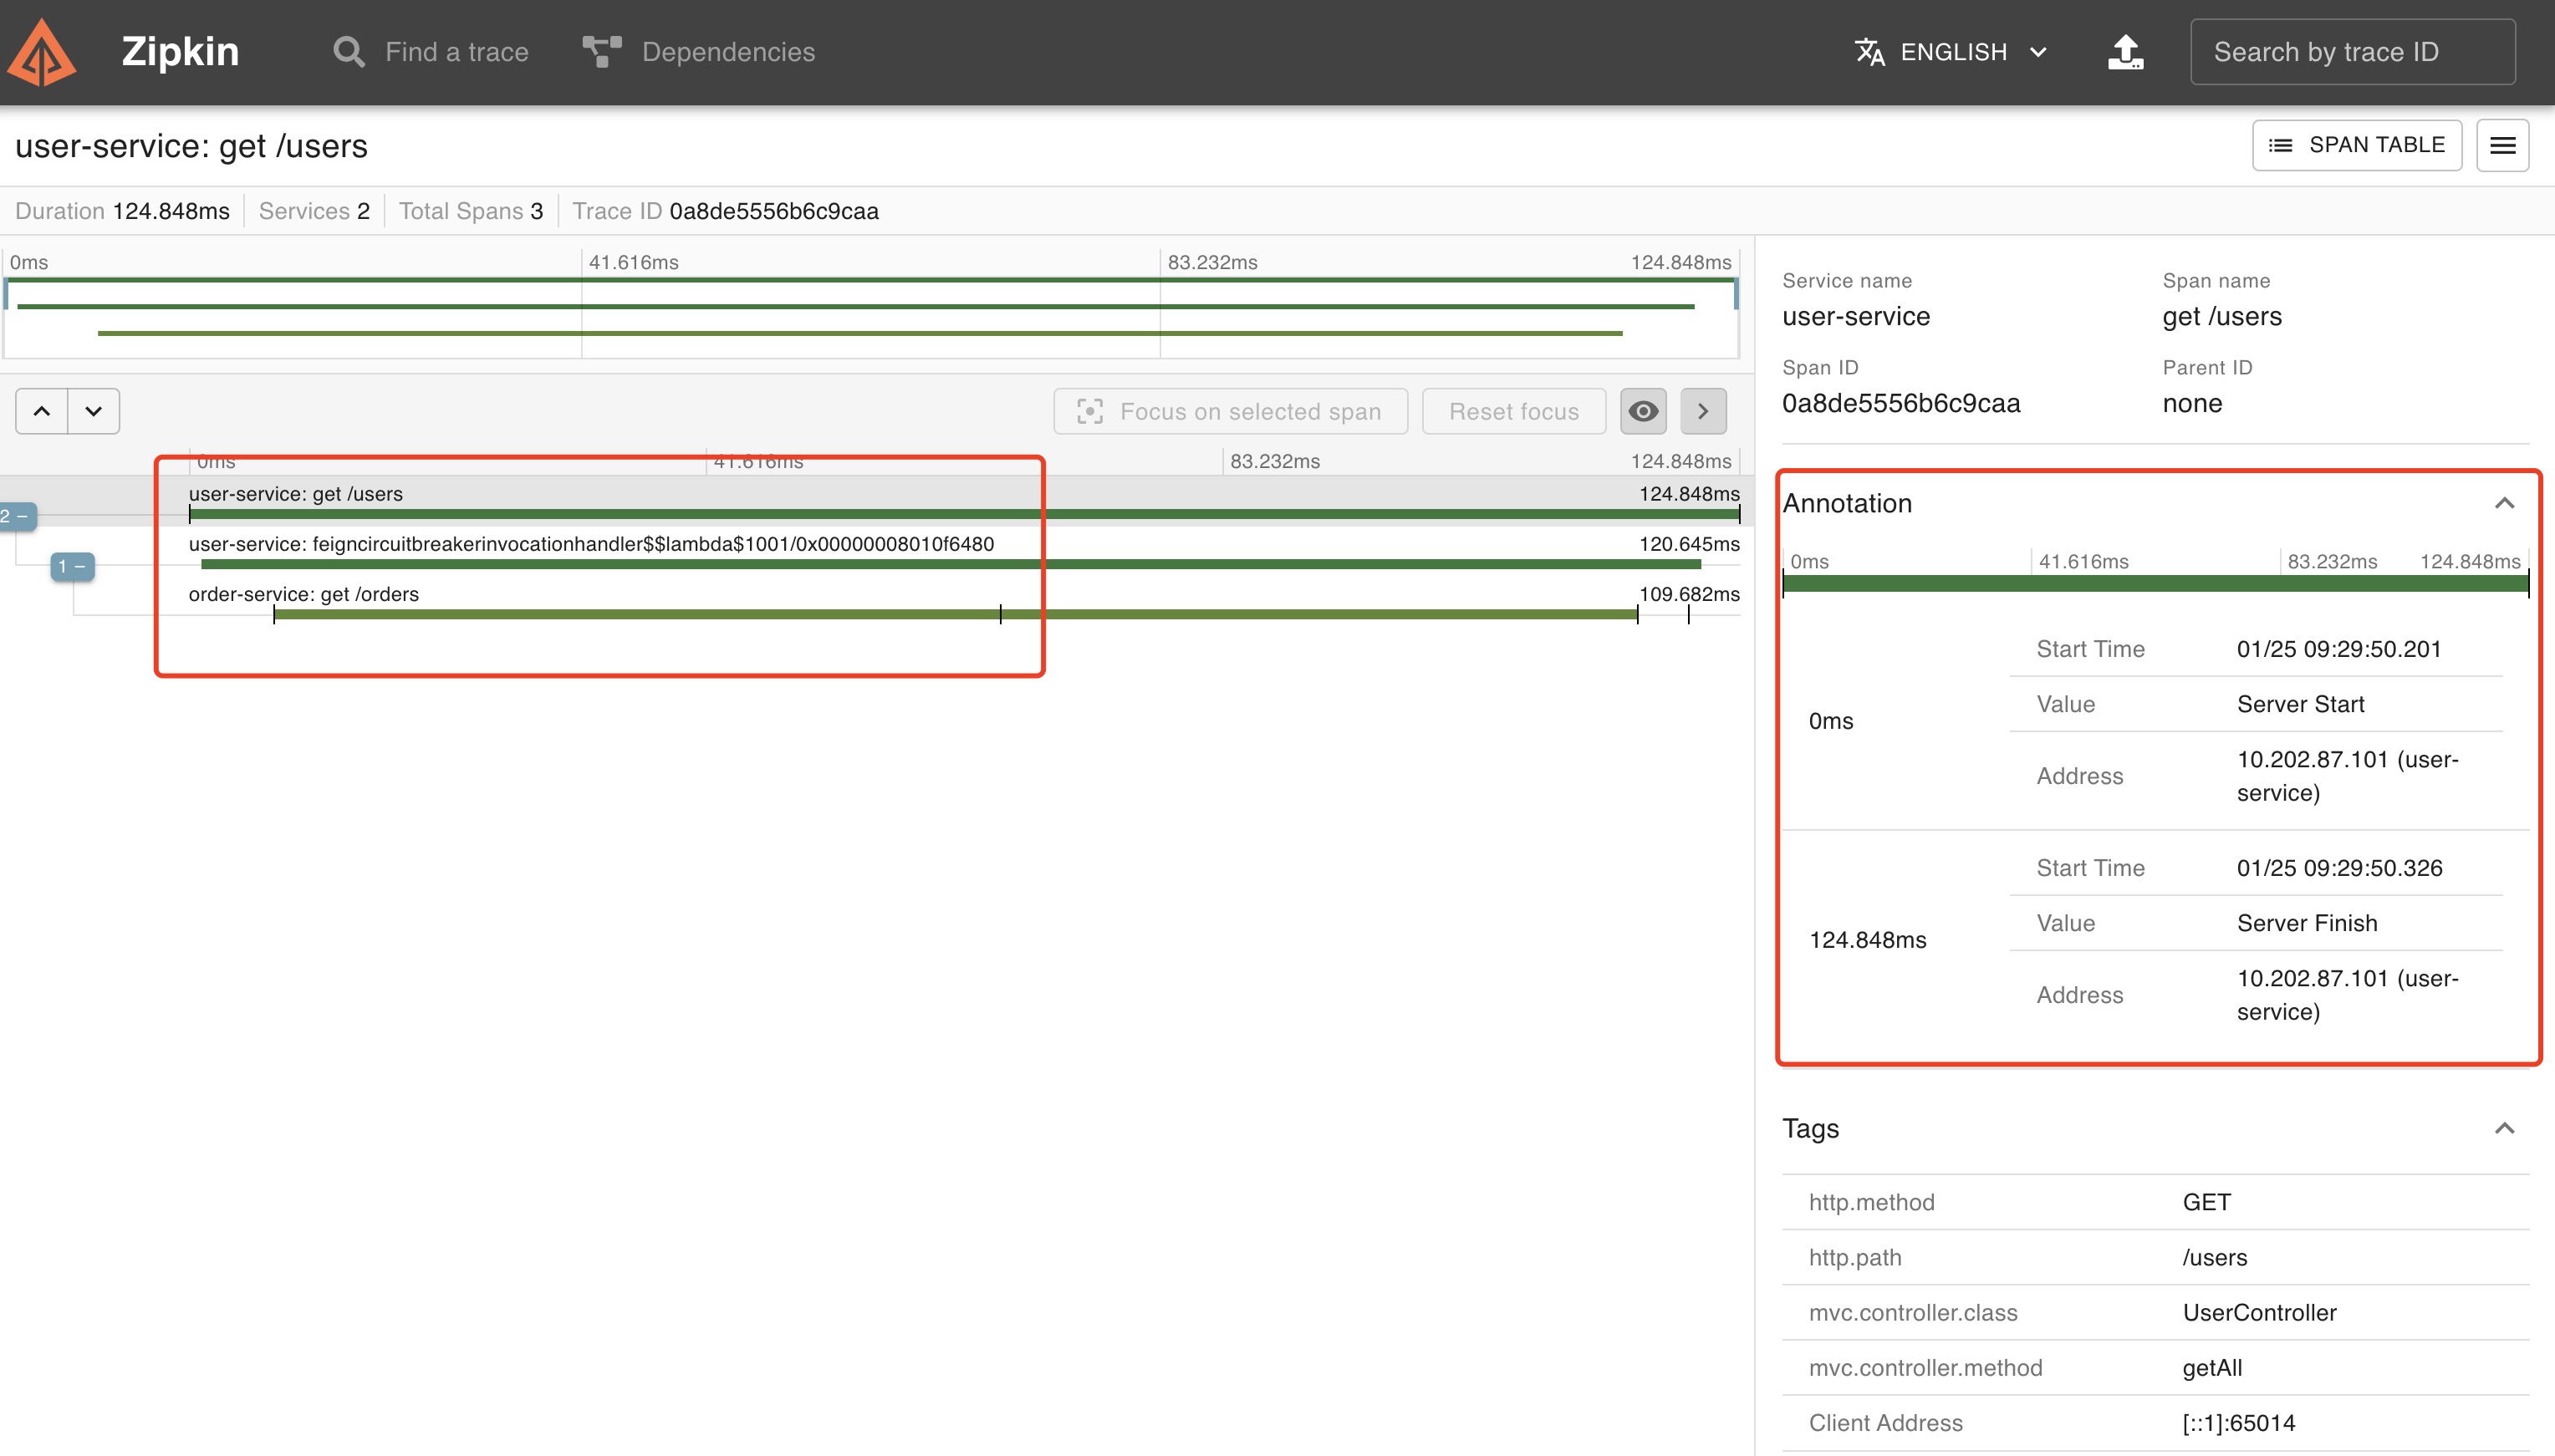 Zipkin
Find a trace
Dependencies
ENGLISH
Search by trace ID
user-service: get /users
SPAN TABLE
Duration 124.848ms
Services 2
Total Spans 3
Trace ID 0a8de5556b6c9caa
0ms 41.616ms 83.232ms 124.848ms
Focus on selected span
Reset focus
0ms 41.616ms 83.232ms 124.848ms
2 −
user-service: get /users 124.848ms
1 −
user-service: feigncircuitbreakerinvocationhandler$$lambda$1001/0x00000008010f6480 120.645ms
order-service: get /orders 109.682ms
Service name
user-service
Span name
get /users
Span ID
0a8de5556b6c9caa
Parent ID
none
Annotation
0ms 41.616ms 83.232ms 124.848ms
0ms
Start Time 01/25 09:29:50.201
Value Server Start
Address 10.202.87.101 (user-
service)
124.848ms
Start Time 01/25 09:29:50.326
Value Server Finish
Address 10.202.87.101 (user-
service)
Tags
http.method GET
http.path /users
mvc.controller.class UserController
mvc.controller.method getAll
Client Address [::1]:65014